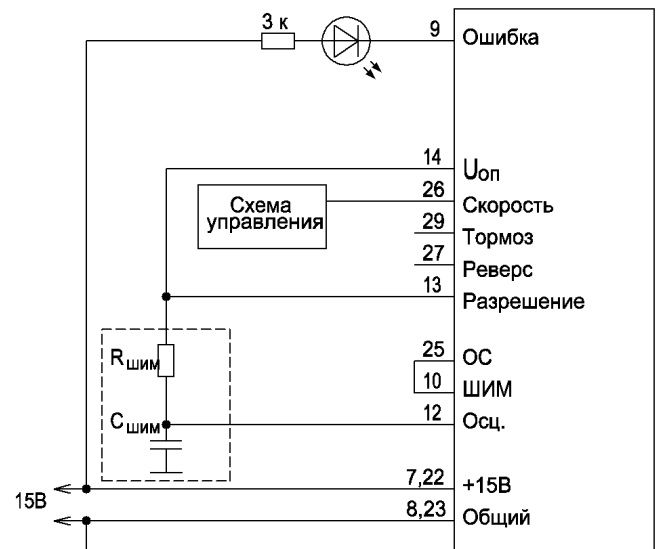 3 к
9
Ошибка
14
Uоп
Схема
управления
26
Скорость
29
Тормоз
27
Реверс
13
Разрешение
Rшим
25
ОС
10
ШИМ
Cшим
12
Осц.
15В
7,22
+15В
8,23
Общий